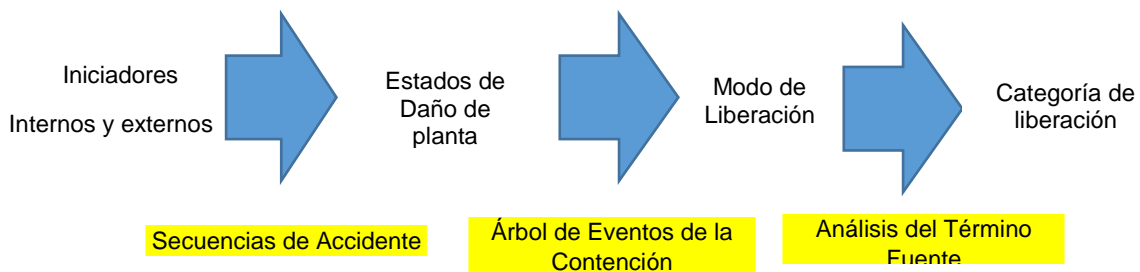 Iniciadores
Internos y externos
Estados de
Daño de
planta
Modo de
Liberación
Categoría de
liberación
Secuencias de Accidente
Árbol de Eventos de la
Contención
Análisis del Término
Fuente